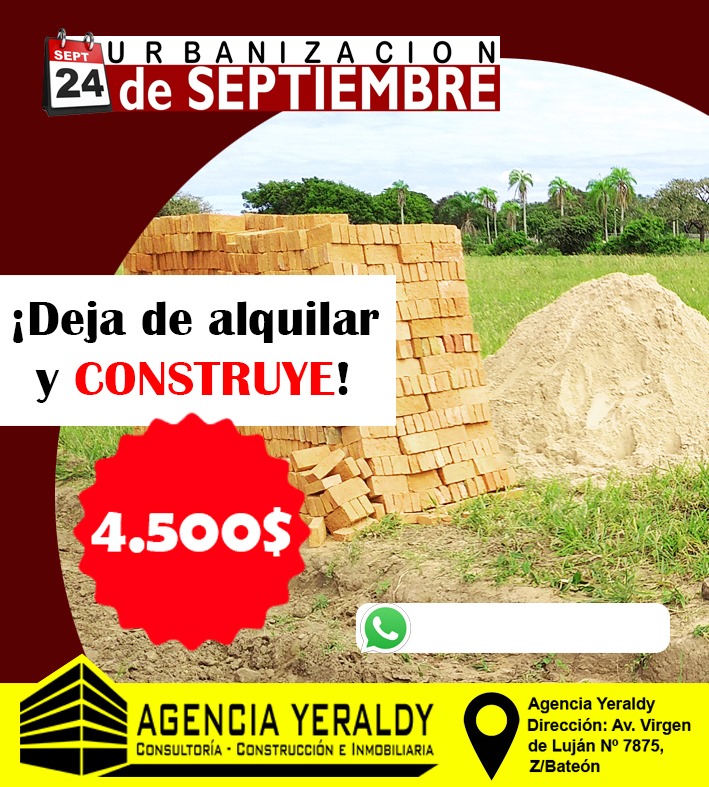 SEPT
24
URBANIZACION
de SEPTIEMBRE
¡Deja de alquilar
y CONSTRUYE!
4.500$
AGENCIA YERALDY
CONSULTORÍA - CONSTRUCCIÓN E INMOBILIARIA
Agencia Yeraldy
Dirección: Av. Virgen
de Luján Nº 7875,
Z/Bateón